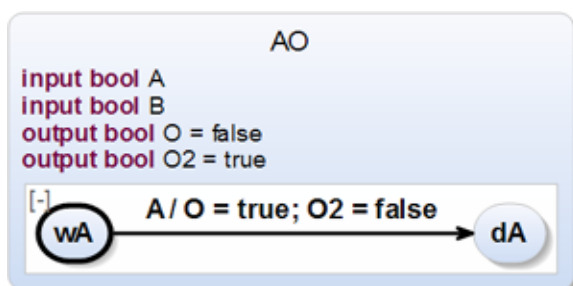 AO
input bool A
input bool B
output bool O = false
output bool O2 = true
[-]
A / O = true; O2 = false
wA
dA